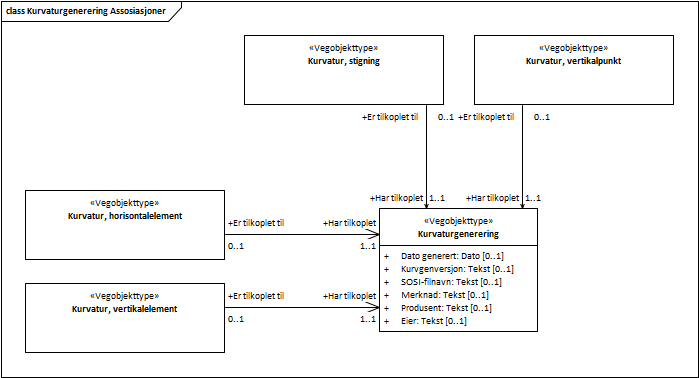 class Kurvaturgenerering Assosiasjoner
«Vegobjekttype»
Kurvatur, stigning
«Vegobjekttype»
Kurvatur, vertikalpunkt
+Er tilkoplet til 0..1
+Er tilkoplet til 0..1
+Har tilkoplet 1..1
+Har tilkoplet 1..1
«Vegobjekttype»
Kurvatur, horisontalelement
+Er tilkoplet til
0..1
+Har tilkoplet
1..1
«Vegobjekttype»
Kurvaturgenerering
+ Dato generert: Dato [0..1]
+ Kurvgenversjon: Tekst [0..1]
+ SOSI-filnavn: Tekst [0..1]
+ Merknad: Tekst [0..1]
+ Produsent: Tekst [0..1]
+ Eier: Tekst [0..1]
«Vegobjekttype»
Kurvatur, vertikalelement
+Er tilkoplet til
0..1
+Har tilkoplet
1..1